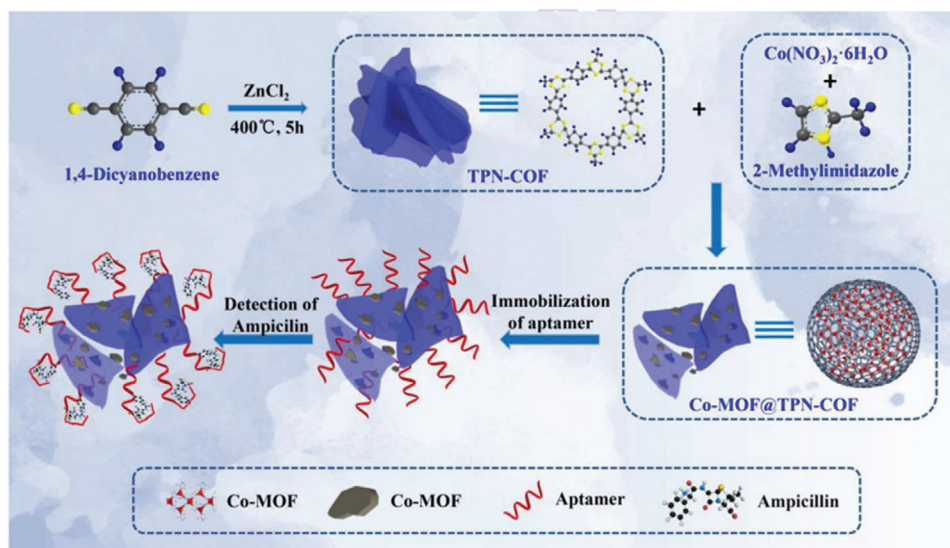 ZnCl₂
400℃, 5h
1,4-Dicyanobenzene
TPN-COF
+
Co(NO₃)₂·6H₂O
+
2-Methylimidazole
Detection of
Ampicilin
Immobilization
of aptamer
Co-MOF@TPN-COF
Co-MOF
Co-MOF
Aptamer
Ampicillin